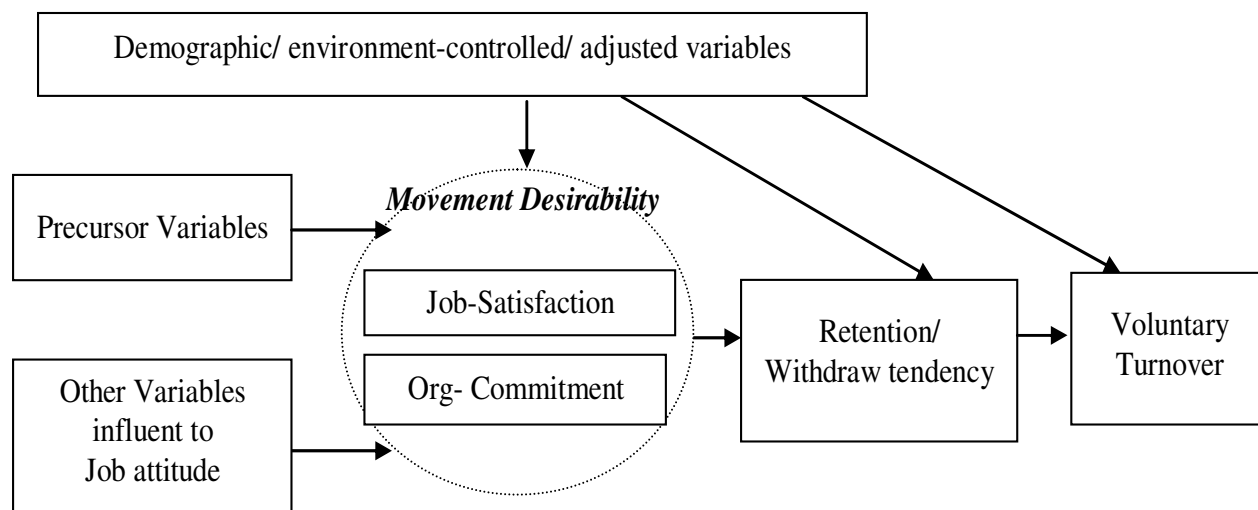 Demographic/ environment-controlled/ adjusted variables
Movement Desirability
Precursor Variables
Job-Satisfaction
Org- Commitment
Other Variables
influent to
Job attitude
Retention/
Withdraw tendency
Voluntary
Turnover